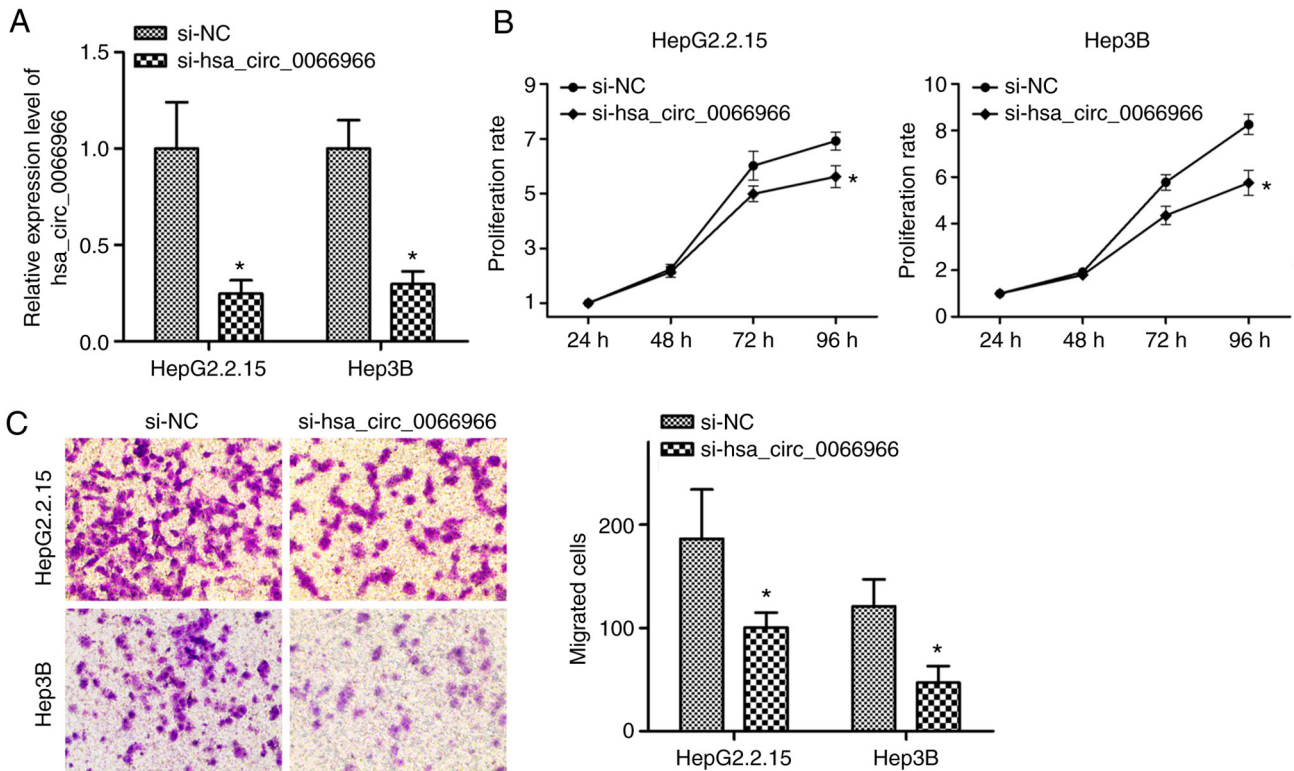 A
si-NC
si-hsa_circ_0066966
Relative expression level of
hsa_circ_0066966
1.5
1.0
0.5
0.0
*
*
HepG2.2.15
Hep3B
B
HepG2.2.15
si-NC
si-hsa_circ_0066966
Proliferation rate
9
7
5
3
1
*
24 h
48 h
72 h
96 h
Hep3B
si-NC
si-hsa_circ_0066966
Proliferation rate
10
8
6
4
2
0
*
24 h
48 h
72 h
96 h
C
si-NC
si-hsa_circ_0066966
HepG2.2.15
Hep3B
si-NC
si-hsa_circ_0066966
Migrated cells
200
100
0
*
*
HepG2.2.15
Hep3B